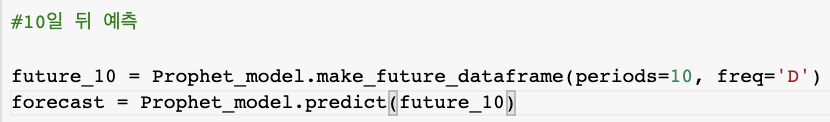 #10일 뒤 예측
future_10 = Prophet_model.make_future_dataframe(periods=10, freq='D')
forecast = Prophet_model.predict(future_10)